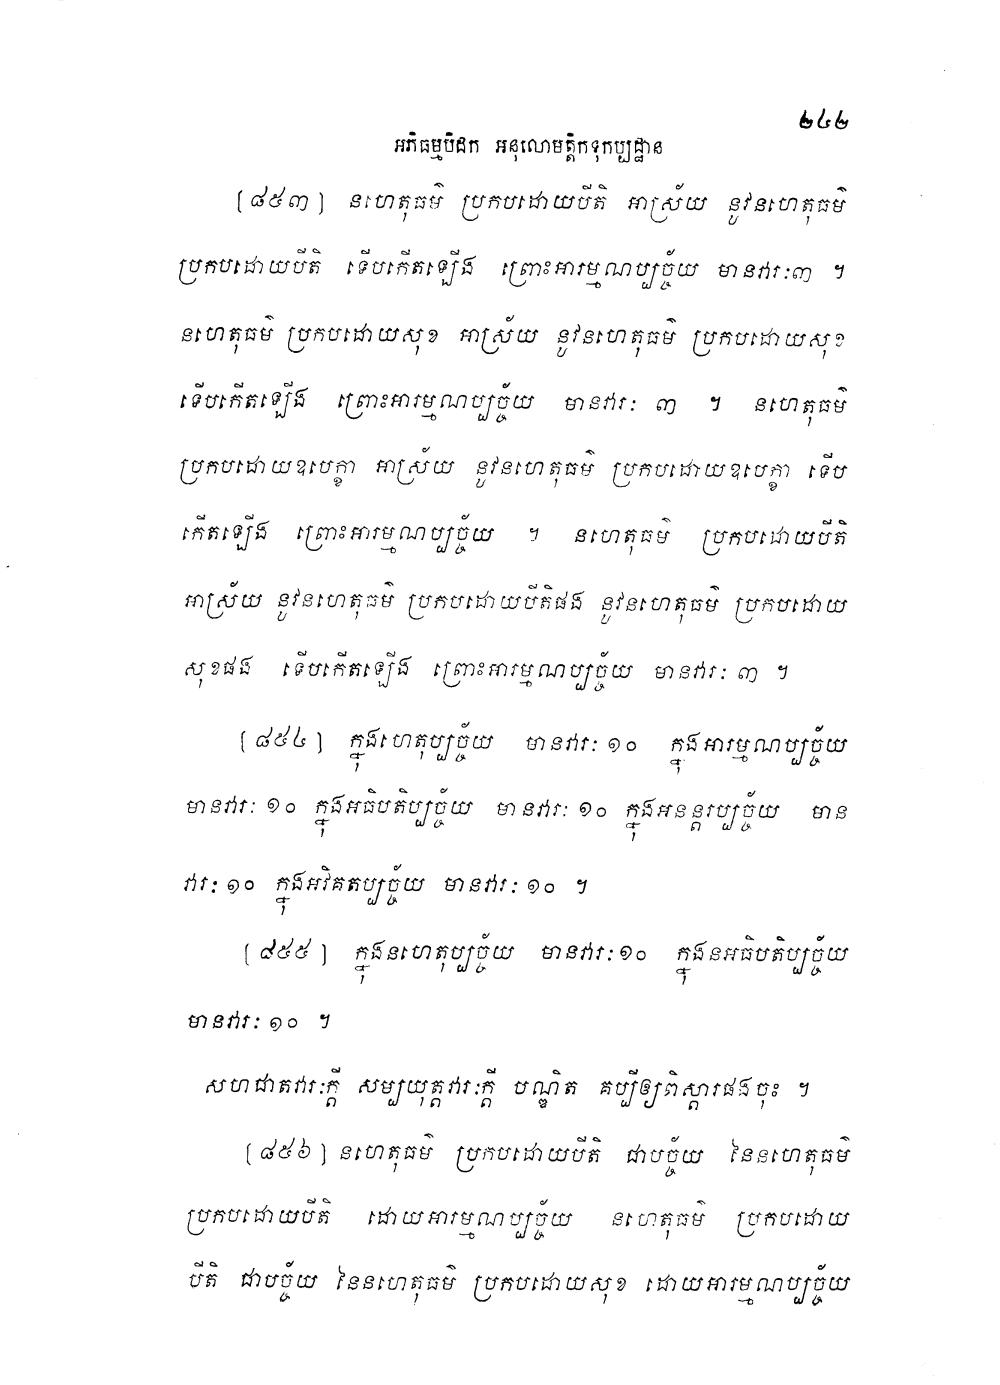 ២៤២
អភិធម្មបិដក អនុលោមត្តិកទុកប្បដ្ឋាន
[៨៥៣] នហេតុធម៌ ប្រកបដោយបីតិ អាស្រ័យ នូវនហេតុធម៌
ប្រកបដោយបីតិ ទើបកើតឡើង ព្រោះអារម្មណប្បច្ច័យ មានវារៈ៣ ។
នហេតុធម៌ ប្រកបដោយសុខ អាស្រ័យ នូវនហេតុធម៌ ប្រកបដោយសុខ
ទើបកើតឡើង ព្រោះអារម្មណប្បច្ច័យ មានវារៈ ៣ ។ នហេតុធម៌
ប្រកបដោយឧបេក្ខា អាស្រ័យ នូវនហេតុធម៌ ប្រកបដោយឧបេក្ខា ទើប
កើតឡើង ព្រោះអារម្មណប្បច្ច័យ ។ នហេតុធម៌ ប្រកបដោយបីតិ
អាស្រ័យ នូវនហេតុធម៌ ប្រកបដោយបីតិផង នូវនហេតុធម៌ ប្រកបដោយ
សុខផង ទើបកើតឡើង ព្រោះអារម្មណប្បច្ច័យ មានវារៈ ៣ ។
[៨៥៤] ក្នុងហេតុប្បច្ច័យ មានវារៈ ១០ ក្នុងអារម្មណប្បច្ច័យ
មានវារៈ ១០ ក្នុងអធិបតិប្បច្ច័យ មានវារៈ ១០ ក្នុងអនន្តរប្បច្ច័យ មាន
វារៈ ១០ ក្នុងអវិគតប្បច្ច័យ មានវារៈ ១០ ។
[៨៥៥] ក្នុងនហេតុប្បច្ច័យ មានវារៈ១០ ក្នុងនអធិបតិប្បច្ច័យ
មានវារៈ ១០ ។
សហជាតវារៈក្តី សម្បយុត្តវារៈក្តី បណ្ឌិត គប្បីឲ្យពិស្តារផងចុះ ។
[៨៥៦] នហេតុធម៌ ប្រកបដោយបីតិ ជាបច្ច័យ នៃនហេតុធម៌
ប្រកបដោយបីតិ ដោយអារម្មណប្បច្ច័យ នហេតុធម៌ ប្រកបដោយ
បីតិ ជាបច្ច័យ នៃនហេតុធម៌ ប្រកបដោយសុខ ដោយអារម្មណប្បច្ច័យ